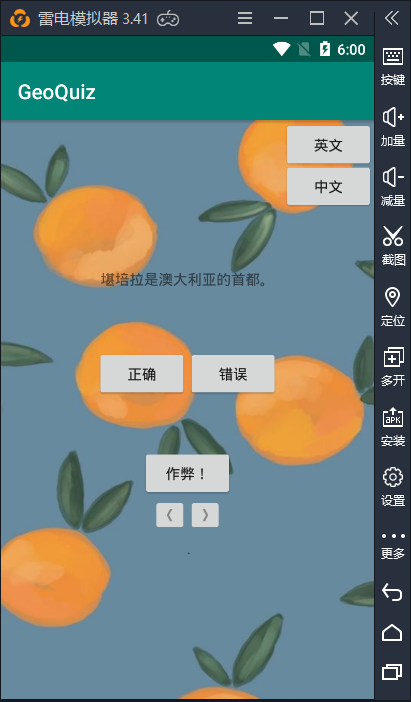 雷电模拟器 3.41
6:00
GeoQuiz
英文
中文
堪培拉是澳大利亚的首都。
正确
错误
作弊！
《
》
.
按键
加量
减量
截图
定位
多开
APK
安装
设置
更多